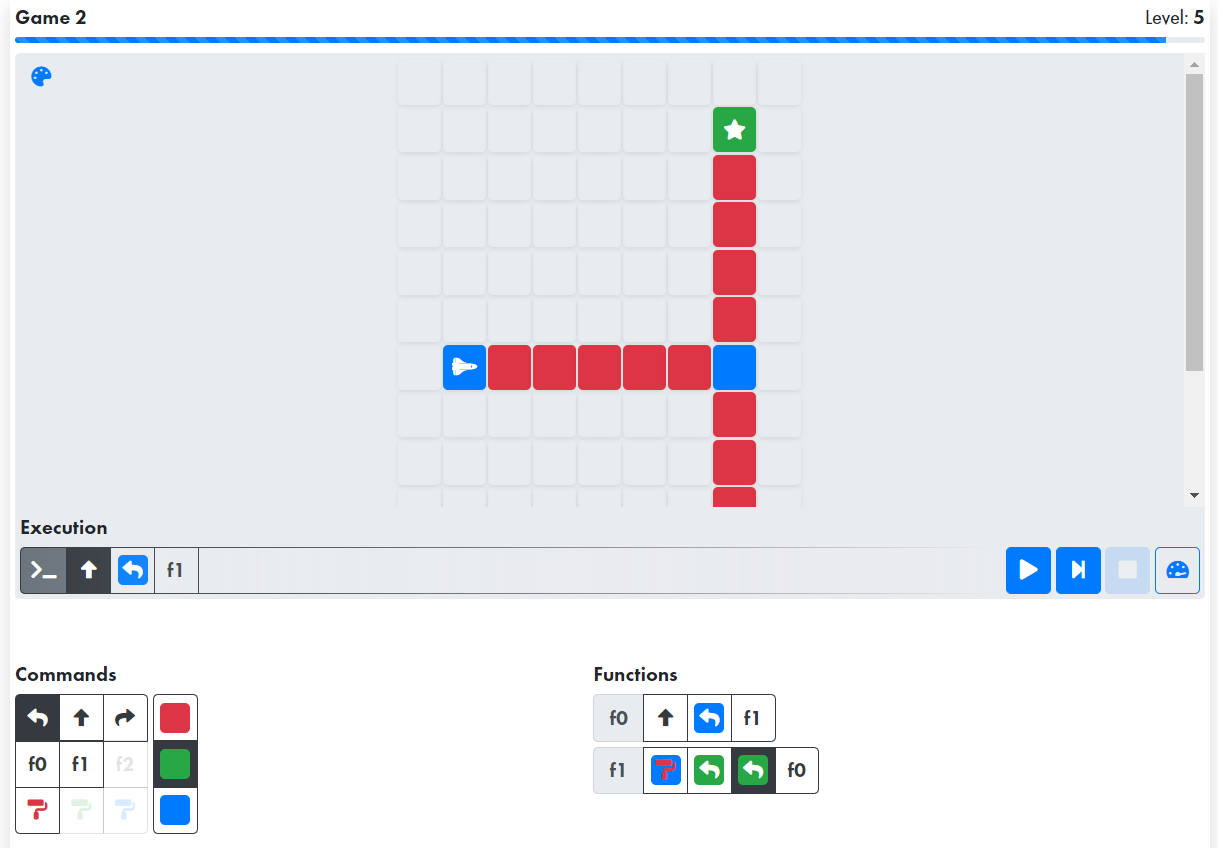 Game 2 Level: 5
Execution
f1
Commands Functions
f0 f1
f0 f1 f2
f1 f0